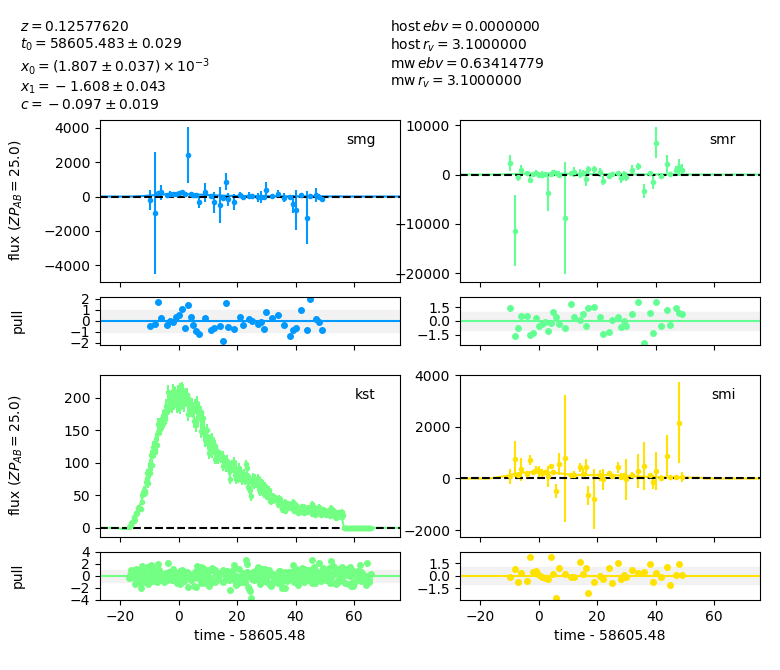 z = 0.12577620
t₀ = 58605.483 ± 0.029
x₀ = (1.807 ± 0.037) × 10⁻³
x₁ = −1.608 ± 0.043
c = −0.097 ± 0.019
host ebv = 0.0000000
host r_v = 3.1000000
mw ebv = 0.63414779
mw r_v = 3.1000000
flux (ZP_AB = 25.0)
4000
2000
0
−2000
−4000
smg
10000
0
−10000
−20000
smr
pull
2
1
0
−1
−2
1.5
0.0
−1.5
flux (ZP_AB = 25.0)
200
150
100
50
0
kst
4000
2000
0
−2000
smi
pull
4
2
0
−2
−4
1.5
0.0
−1.5
−20 0 20 40 60
−20 0 20 40 60
time - 58605.48
time - 58605.48